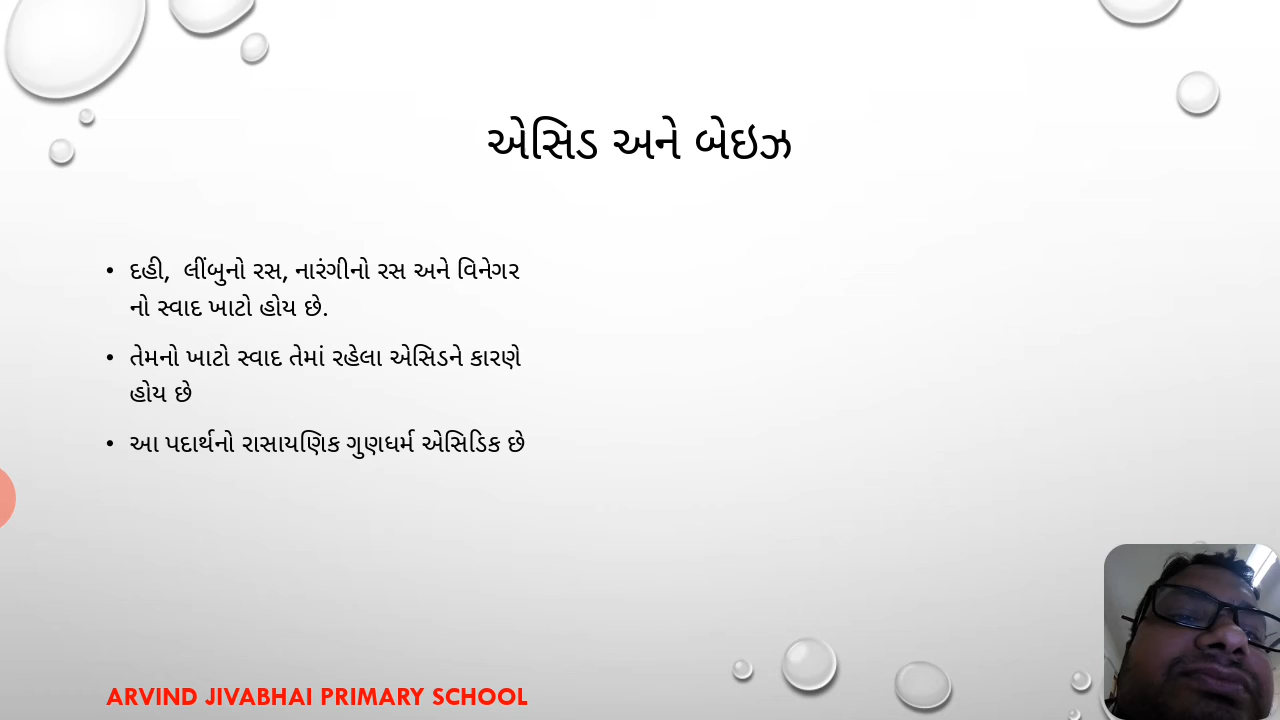 એસિડ અને બેઇઝ
• દહી, લીંબુનો રસ, નારંગીનો રસ અને વિનેગર
નો સ્વાદ ખાટો હોય છે.
• તેમનો ખાટો સ્વાદ તેમાં રહેલા એસિડને કારણે
હોય છે
• આ પદાર્થનો રાસાયણિક ગુણધર્મ એસિડિક છે
ARVIND JIVABHAI PRIMARY SCHOOL